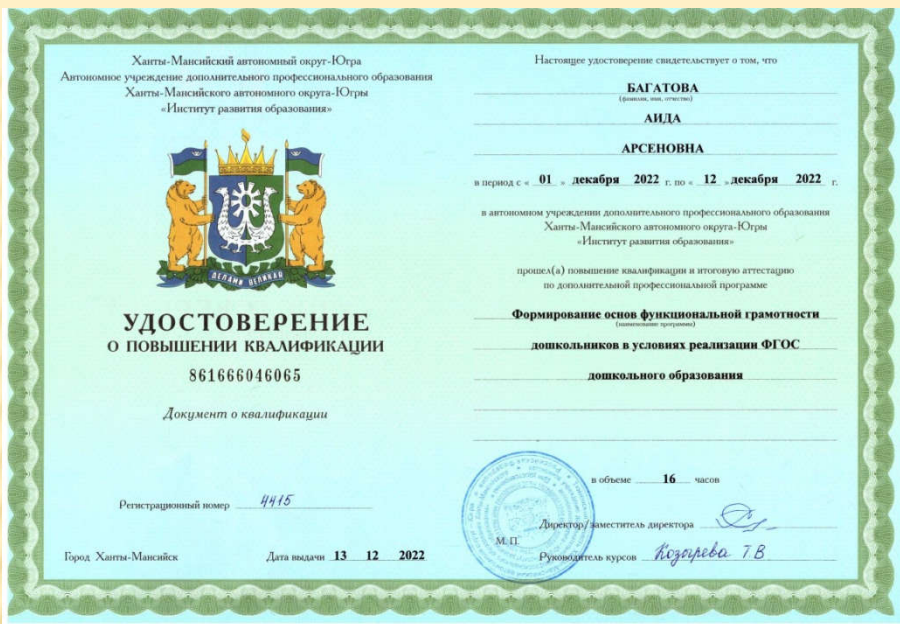 Ханты-Мансийский автономный округ-Югра
Автономное учреждение дополнительного профессионального образования
Ханты-Мансийского автономного округа-Югры
«Институт развития образования»
ДЕЛАМИ ВЕЛИКАЯ
УДОСТОВЕРЕНИЕ
О ПОВЫШЕНИИ КВАЛИФИКАЦИИ
861666046065
Документ о квалификации
Регистрационный номер 4415
Город Ханты-Мансийск Дата выдачи 13 12 2022
Настоящее удостоверение свидетельствует о том, что
БАГАТОВА
(фамилия, имя, отчество)
АИДА
АРСЕНОВНА
в период с « 01 » декабря 2022 г. по « 12 » декабря 2022 г.
в автономном учреждении дополнительного профессионального образования
Ханты-Мансийского автономного округа-Югры
«Институт развития образования»
прошел(а) повышение квалификации и итоговую аттестацию
по дополнительной профессиональной программе
Формирование основ функциональной грамотности
(наименование программы)
дошкольников в условиях реализации ФГОС
дошкольного образования
в объеме 16 часов
Директор/заместитель директора
М. П.
Руководитель курсов Козырева Т В